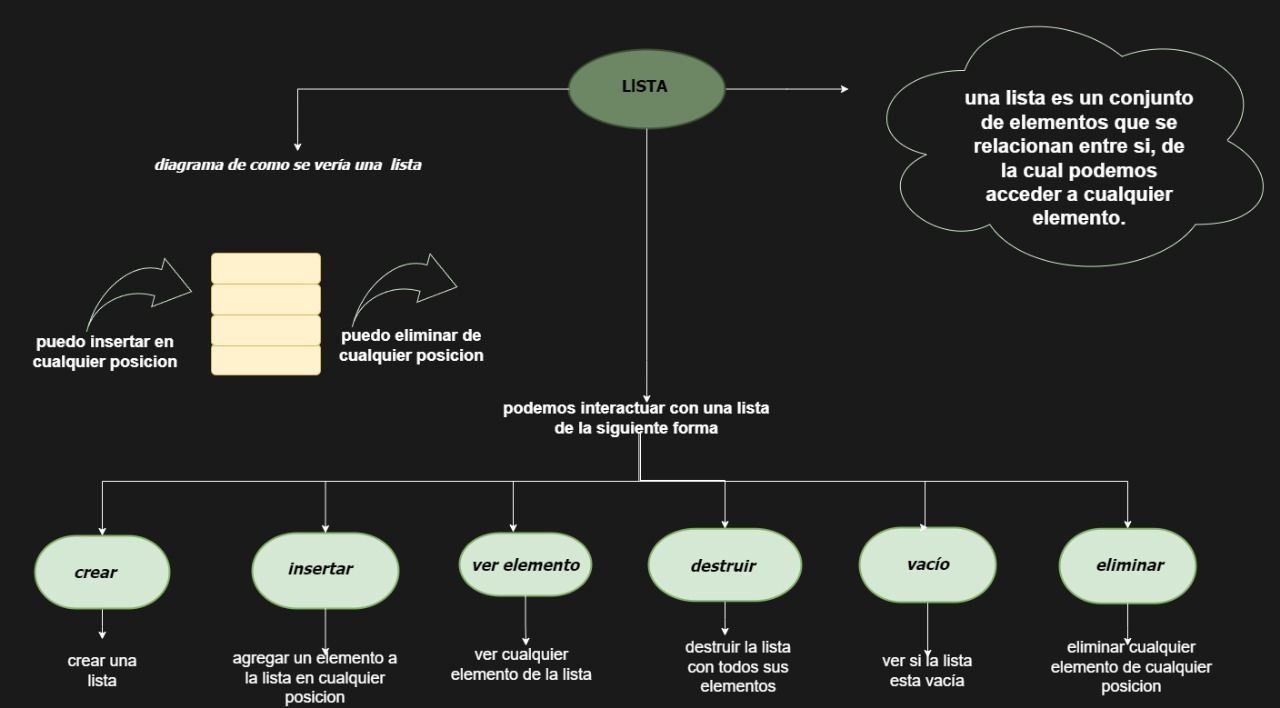 LISTA
una lista es un conjunto
de elementos que se
relacionan entre si, de
la cual podemos
acceder a cualquier
elemento.
diagrama de como se vería una lista
puedo insertar en
cualquier posicion
puedo eliminar de
cualquier posicion
podemos interactuar con una lista
de la siguiente forma
crear
insertar
ver elemento
destruir
vacío
eliminar
crear una
lista
agregar un elemento a
la lista en cualquier
posicion
ver cualquier
elemento de la lista
destruir la lista
con todos sus
elementos
ver si la lista
esta vacía
eliminar cualquier
elemento de cualquier
posicion